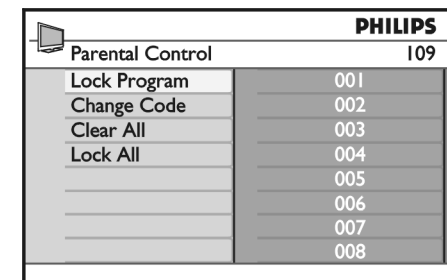 PHILIPS
Parental Control 109
Lock Program 001
Change Code 002
Clear All 003
Lock All 004
005
006
007
008